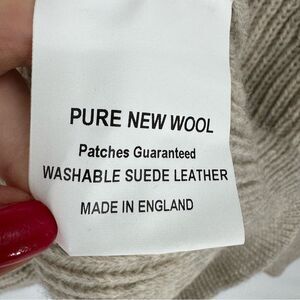 PURE NEW WOOL
Patches Guaranteed
WASHABLE SUEDE LEATHER
MADE IN ENGLAND